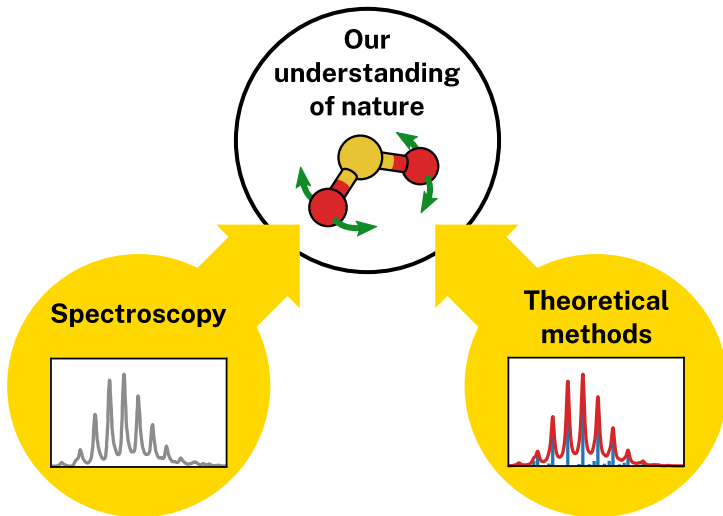 Our
understanding
of nature
Spectroscopy
Theoretical
methods